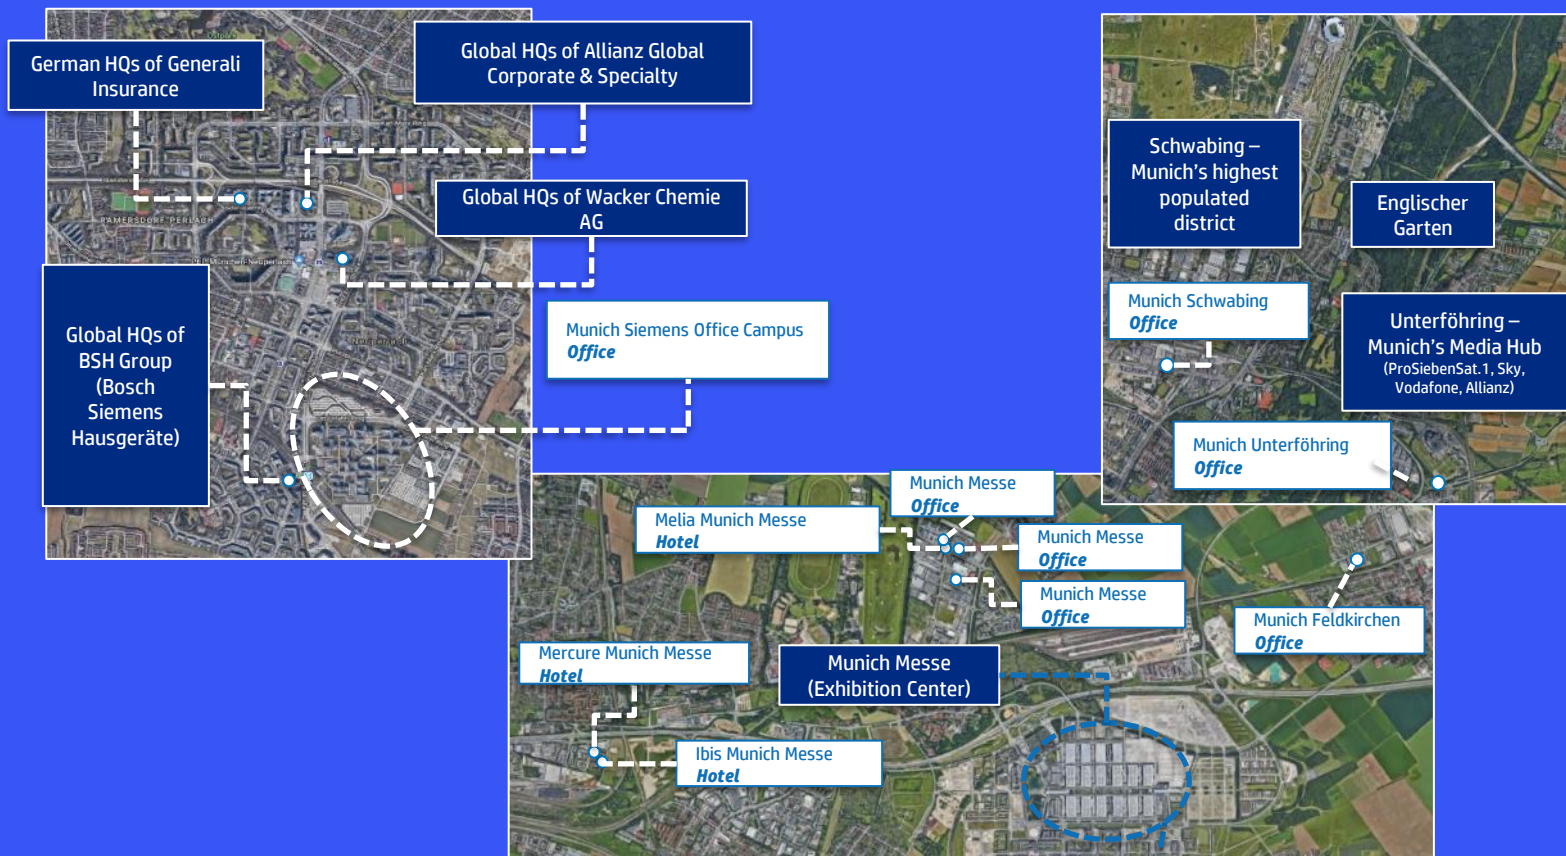 German HQs of Generali
Insurance
Global HQs of Allianz Global
Corporate & Specialty
Global HQs of Wacker Chemie
AG
RAMERSDORF-PERLACH
Global HQs of
BSH Group
(Bosch
Siemens
Hausgeräte)
Munich Siemens Office Campus
Office
Schwabing –
Munich's highest
populated
district
Englischer
Garten
Munich Schwabing
Office
Unterföhring –
Munich's Media Hub
(ProSiebenSat.1, Sky,
Vodafone, Allianz)
Munich Unterföhring
Office
Munich Messe
Office
Melia Munich Messe
Hotel
Munich Messe
Office
Munich Messe
Office
Munich Feldkirchen
Office
Mercure Munich Messe
Hotel
Munich Messe
(Exhibition Center)
Ibis Munich Messe
Hotel